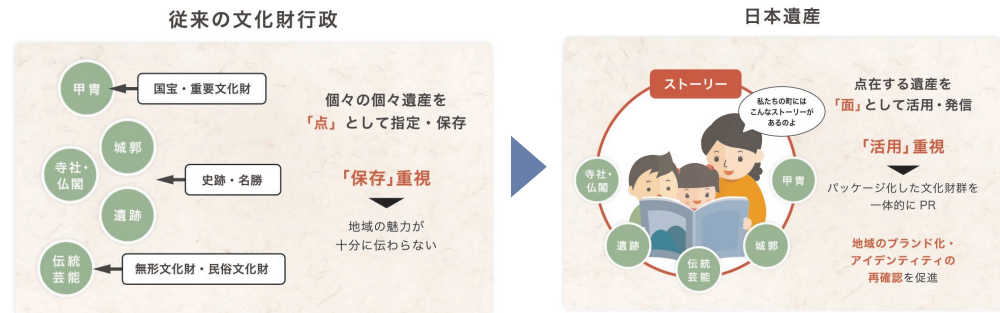 従来の文化財行政
甲冑
国宝・重要文化財
城郭
寺社・
仏閣
史跡・名勝
遺跡
伝統
芸能
無形文化財・民俗文化財
個々の個々遺産を
「点」として指定・保存
「保存」重視
地域の魅力が
十分に伝わらない
日本遺産
ストーリー
私たちの町には
こんなストーリーが
あるのよ
寺社・
仏閣
甲冑
遺跡
城郭
伝統
芸能
点在する遺産を
「面」として活用・発信
「活用」重視
パッケージ化した文化財群を
一体的に PR
地域のブランド化・
アイデンティティの
再確認を促進